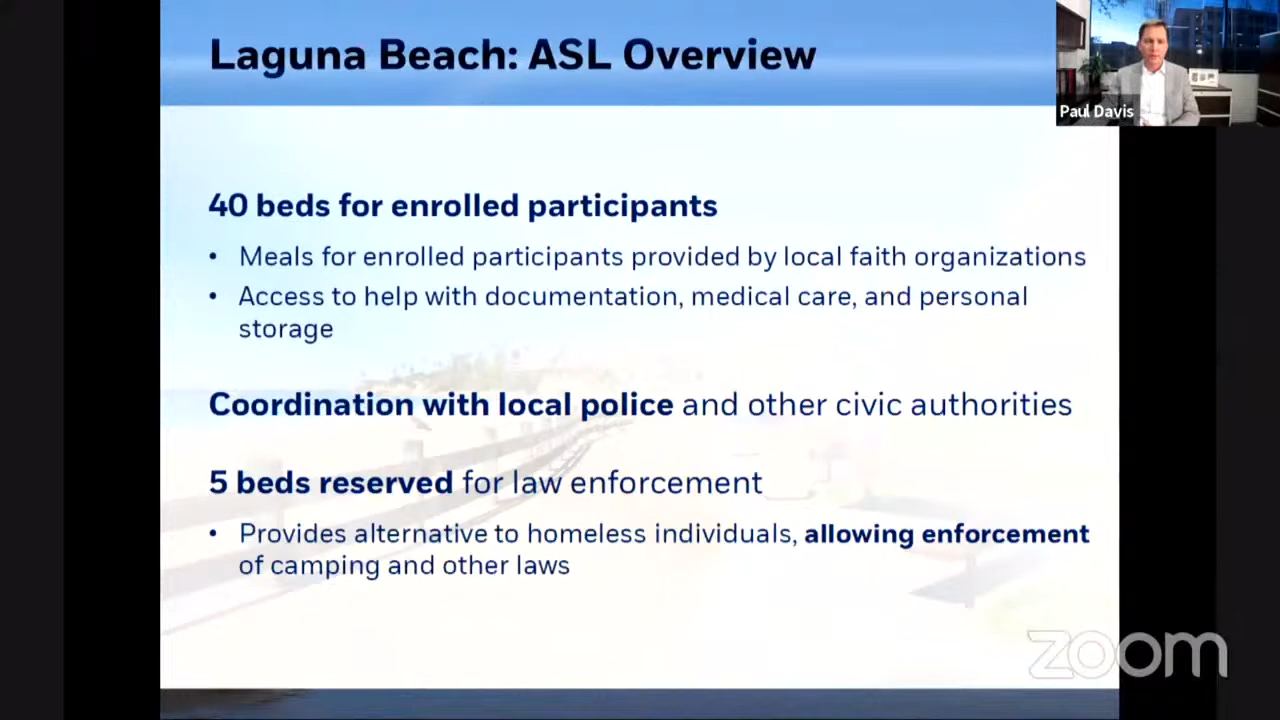 Laguna Beach: ASL Overview
Paul Davis
40 beds for enrolled participants
• Meals for enrolled participants provided by local faith organizations
• Access to help with documentation, medical care, and personal
storage
Coordination with local police and other civic authorities
5 beds reserved for law enforcement
• Provides alternative to homeless individuals, allowing enforcement
of camping and other laws
zoom